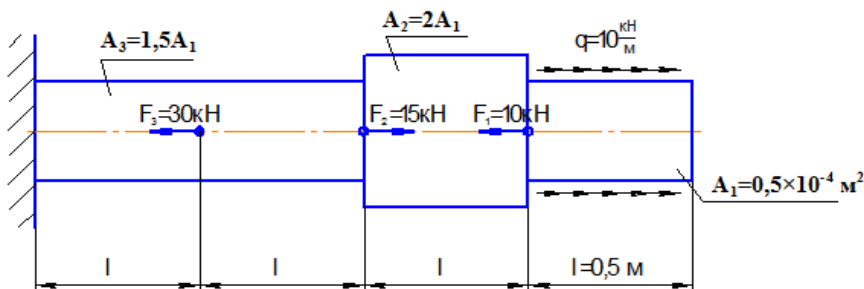 A₃=1,5A₁
A₂=2A₁
q=10 кН/м
F₃=30кН
F₂=15кН
F₁=10кН
A₁=0,5×10⁻⁴ м²
l
l
l
l=0,5 м